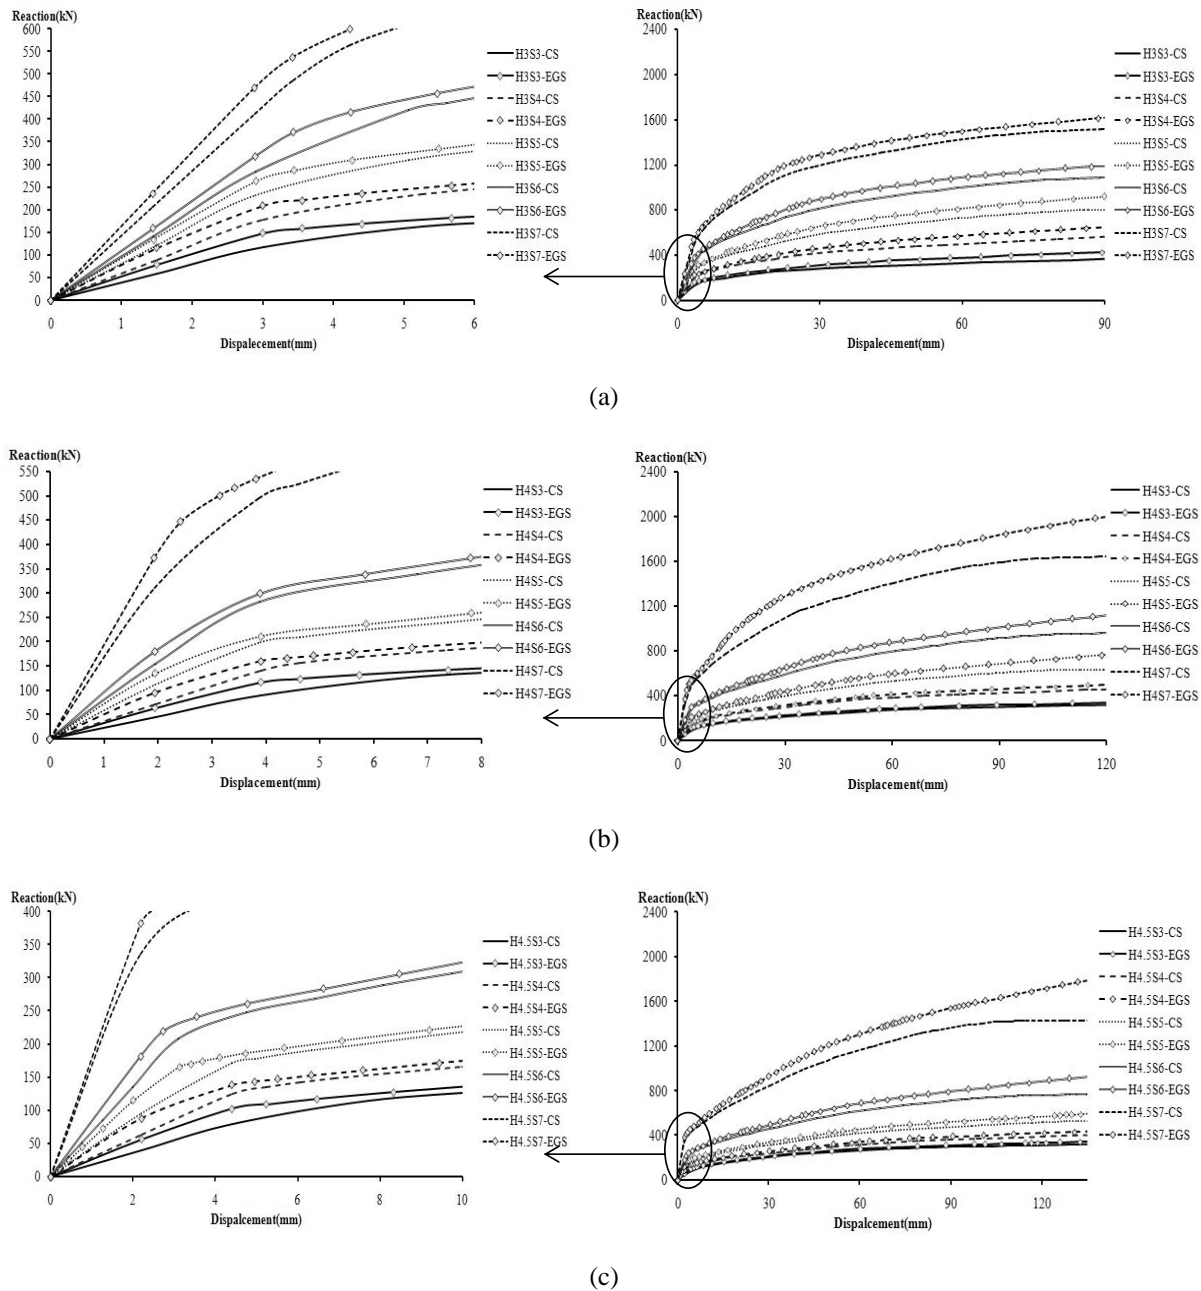 Reaction(kN)
600
550
500
450
400
350
300
250
200
150
100
50
0
0 1 2 3 4 5 6
Dispalecement(mm)
H3S3-CS
H3S3-EGS
H3S4-CS
H3S4-EGS
H3S5-CS
H3S5-EGS
H3S6-CS
H3S6-EGS
H3S7-CS
H3S7-EGS
Reaction(kN)
2400
2000
1600
1200
800
400
0
0 30 60 90
Dispalcement(mm)
H3S3-CS
H3S3-EGS
H3S4-CS
H3S4-EGS
H3S5-CS
H3S5-EGS
H3S6-CS
H3S6-EGS
H3S7-CS
H3S7-EGS
(a)
Reaction(kN)
550
500
450
400
350
300
250
200
150
100
50
0
0 1 2 3 4 5 6 7 8
Displacement(mm)
H4S3-CS
H4S3-EGS
H4S4-CS
H4S4-EGS
H4S5-CS
H4S5-EGS
H4S6-CS
H4S6-EGS
H4S7-CS
H4S7-EGS
Reaction(kN)
2400
2000
1600
1200
800
400
0
0 30 60 90 120
Displacement(mm)
H4S3-CS
H4S3-EGS
H4S4-CS
H4S4-EGS
H4S5-CS
H4S5-EGS
H4S6-CS
H4S6-EGS
H4S7-CS
H4S7-EGS
(b)
Reaction(kN)
400
350
300
250
200
150
100
50
0
0 2 4 6 8 10
Dispalcement(mm)
H4.5S3-CS
H4.5S3-EGS
H4.5S4-CS
H4.5S4-EGS
H4.5S5-CS
H4.5S5-EGS
H4.5S6-CS
H4.5S6-EGS
H4.5S7-CS
H4.5S7-EGS
Reaction(kN)
2400
2000
1600
1200
800
400
0
0 30 60 90 120
Dispalcement(mm)
H4.5S3-CS
H4.5S3-EGS
H4.5S4-CS
H4.5S4-EGS
H4.5S5-CS
H4.5S5-EGS
H4.5S6-CS
H4.5S6-EGS
H4.5S7-CS
H4.5S7-EGS
(c)